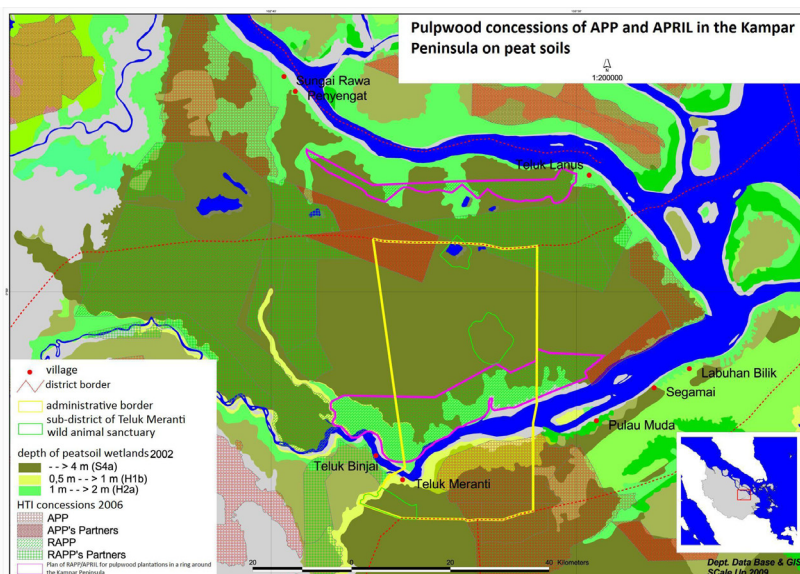 Pulpwood concessions of APP and APRIL in the Kampar
Peninsula on peat soils
N
1:200000
Sungai Rawa
Penyengat
Teluk Lanus
Labuhan Bilik
Segamai
Pulau Muda
Teluk Binjai
Teluk Meranti
village
district border
administrative border
sub-district of Teluk Meranti
wild animal sanctuary
depth of peatsoil wetlands 2002
- - > 4 m (S4a)
0,5 m - - > 1 m (H1b)
1 m - - > 2 m (H2a)
HTI concessions 2006
APP
APP's Partners
RAPP
RAPP's Partners
Plan of RAPP/APRIL for pulpwood plantations in a ring around
the Kampar Peninsula
20 0 20 40 Kilometers
Dept. Data Base & GIS
SCale Up 2009